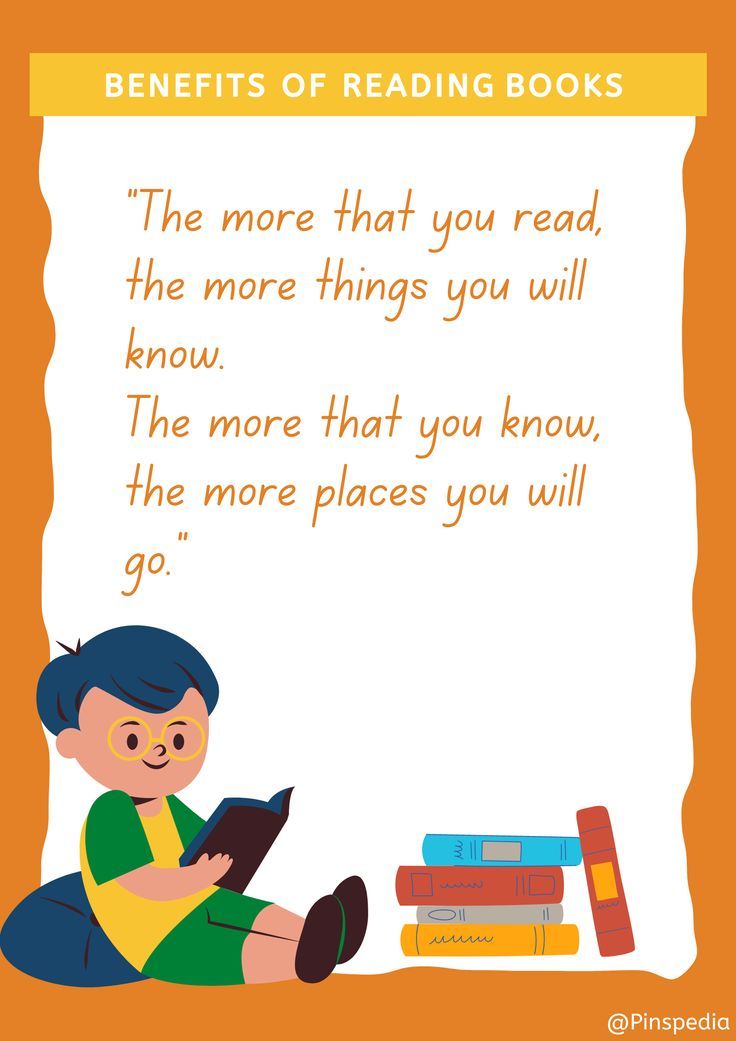 BENEFITS OF READING BOOKS
"The more that you read,
the more things you will
know.
The more that you know,
the more places you will
go."
@Pinspedia